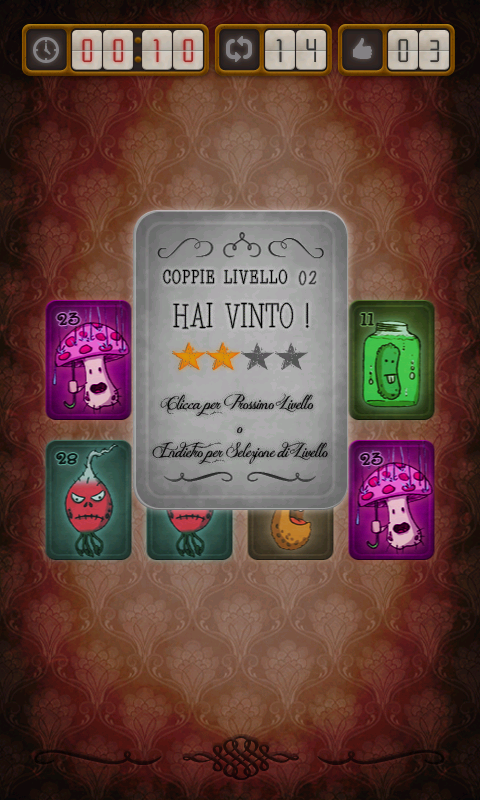 00:10 14 03
COPPIE LIVELLO 02
HAI VINTO !
23
11
Clicca per Prossimo Livello
o
Indietro per Selezione di Livello
28
23